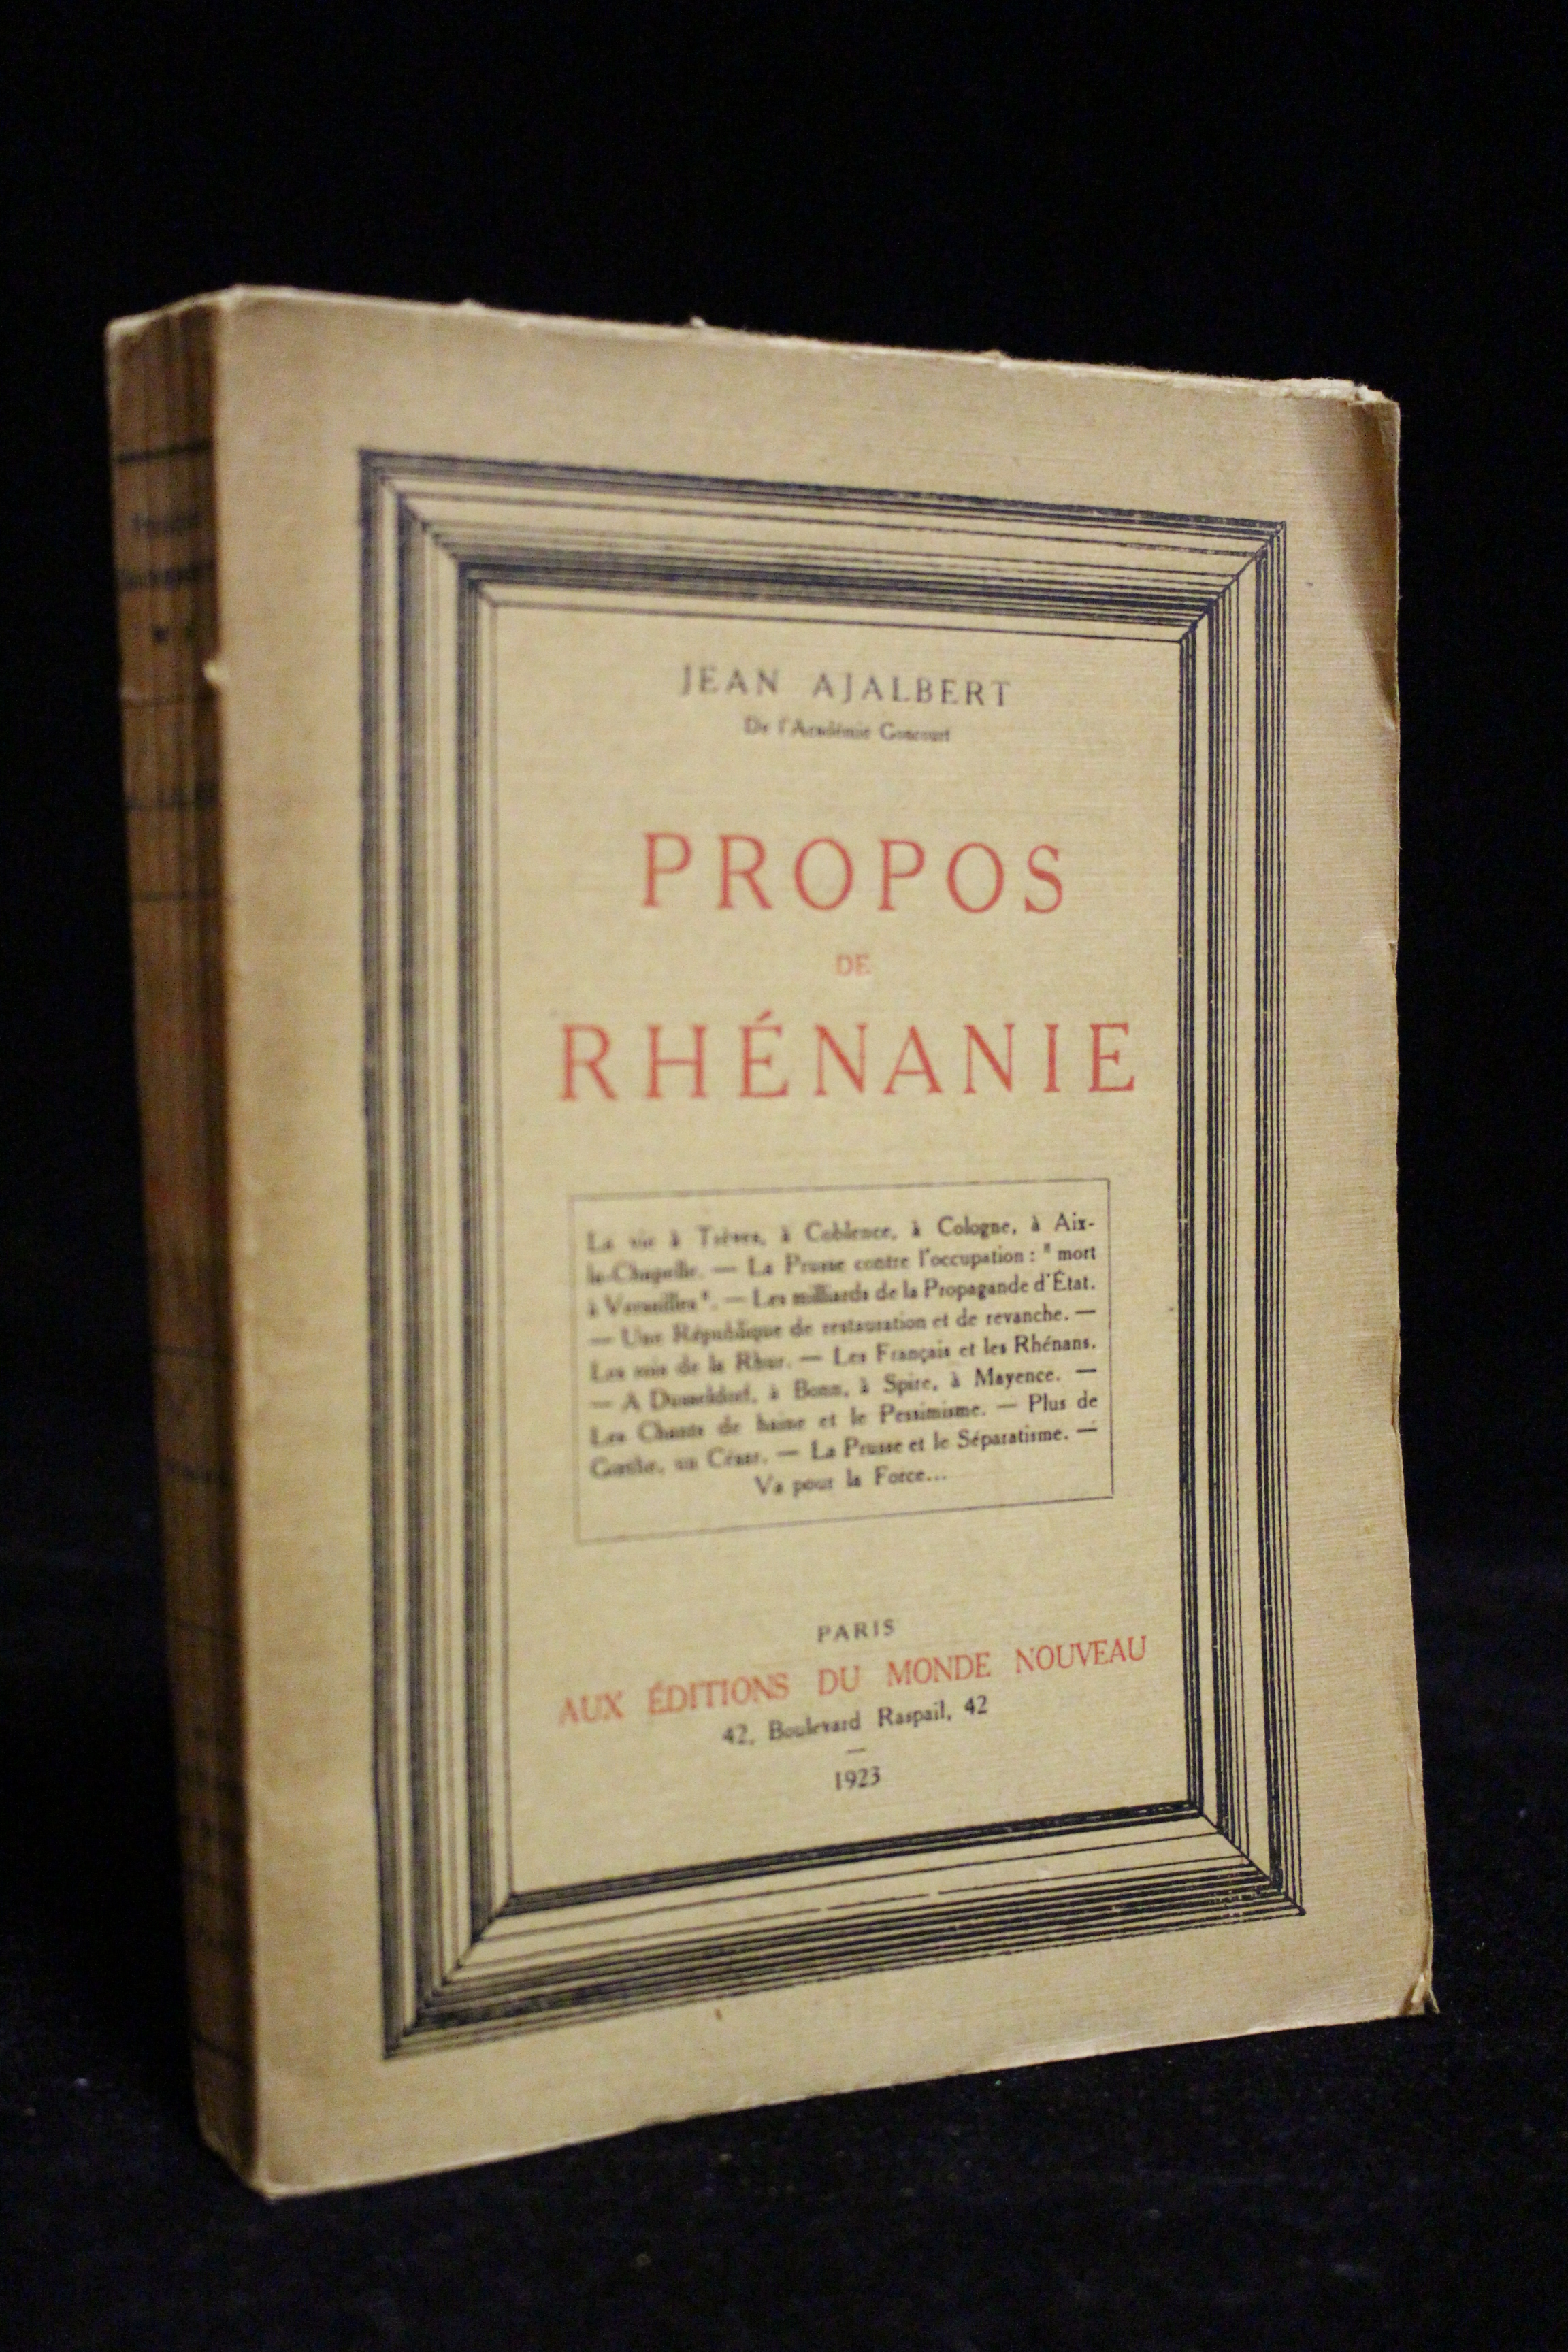 JEAN AJALBERT
De l'Académie Goncourt
PROPOS
DE
RHÉNANIE
La vie à Trèves, à Coblence, à Cologne, à Aix-
la-Chapelle. — La Prusse contre l'occupation : " mort
à Versailles ". — Les milliards de la Propagande d'État.
— Une République de restauration et de revanche. —
Les de la — Les Français et les Rhénans.
— A Dusseldorf, à Bonn, à Spire, à Mayence. —
Les Chants de haine et le Pessimisme. — Plus de
Goethe, un César. — La Prusse et le Séparatisme. —
Va pour la Force...
PARIS
AUX ÉDITIONS DU MONDE NOUVEAU
42, Boulevard Raspail, 42
1923